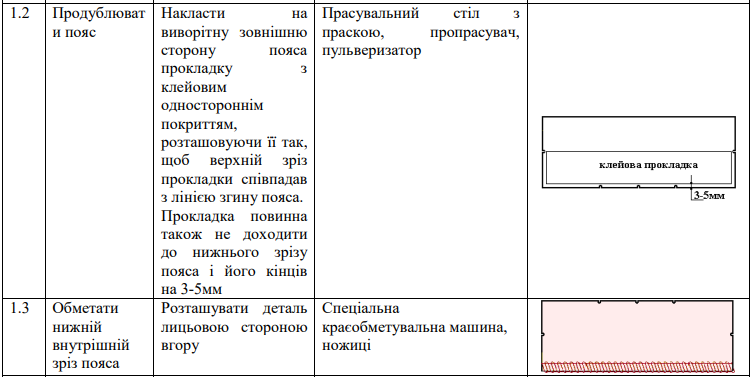 1.2
Продублюват
и пояс
Накласти на
виворітну зовнішню
сторону пояса
прокладку з
клейовим
одностороннім
покриттям,
розташовуючи її так,
щоб верхній зріз
прокладки співпадав
з лінією згину пояса.
Прокладка повинна
також не доходити
до нижнього зрізу
пояса і його кінців
на 3-5мм
Прасувальний стіл з
праскою, пропрасувач,
пульверизатор
клейова прокладка
3-5мм
1.3
Обметати
нижній
внутрішній
зріз пояса
Розташувати деталь
лицьовою стороною
вгору
Спеціальна
краєобметувальна машина,
ножиці